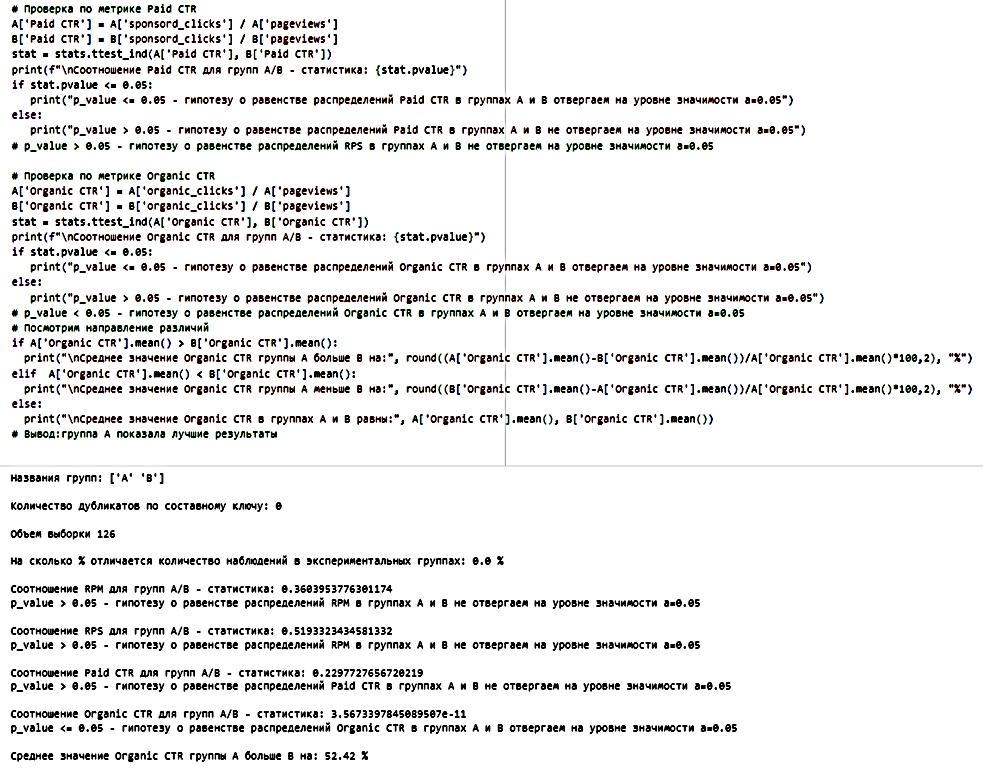 # Проверка по метрике Paid CTR
A['Paid CTR'] = A['sponsord_clicks'] / A['pageviews']
B['Paid CTR'] = B['sponsord_clicks'] / B['pageviews']
stat = stats.ttest_ind(A['Paid CTR'], B['Paid CTR'])
print(f"\nСоотношение Paid CTR для групп A/B - статистика: {stat.pvalue}")
if stat.pvalue <= 0.05:
   print("p_value <= 0.05 - гипотезу о равенстве распределений Paid CTR в группах А и В отвергаем на уровне значимости a=0.05")
else:
   print("p_value > 0.05 - гипотезу о равенстве распределений Paid CTR в группах А и В не отвергаем на уровне значимости a=0.05")
# p_value > 0.05 - гипотезу о равенстве распределений RPS в группах А и В не отвергаем на уровне значимости a=0.05

# Проверка по метрике Organic CTR
A['Organic CTR'] = A['organic_clicks'] / A['pageviews']
B['Organic CTR'] = B['organic_clicks'] / B['pageviews']
stat = stats.ttest_ind(A['Organic CTR'], B['Organic CTR'])
print(f"\nСоотношение Organic CTR для групп A/B - статистика: {stat.pvalue}")
if stat.pvalue <= 0.05:
   print("p_value <= 0.05 - гипотезу о равенстве распределений Organic CTR в группах А и В отвергаем на уровне значимости a=0.05")
else:
   print("p_value > 0.05 - гипотезу о равенстве распределений Organic CTR в группах А и В не отвергаем на уровне значимости a=0.05")
# p_value < 0.05 - гипотезу о равенстве распределений Organic CTR в группах А и В отвергаем на уровне значимости a=0.05
# Посмотрим направление различий
if A['Organic CTR'].mean() > B['Organic CTR'].mean():
  print("\nСреднее значение Organic CTR группы А больше В на:", round((A['Organic CTR'].mean()-B['Organic CTR'].mean())/A['Organic CTR'].mean()*100,2), "%")
elif  A['Organic CTR'].mean() < B['Organic CTR'].mean():
  print("\nСреднее значение Organic CTR группы А меньше В на:", round((B['Organic CTR'].mean()-A['Organic CTR'].mean())/A['Organic CTR'].mean()*100,2), "%")
else:
  print("\nСреднее значение Organic CTR в группах А и В равны:", A['Organic CTR'].mean(), B['Organic CTR'].mean())
# Вывод:группа А показала лучшие результаты

Названия групп: ['A' 'B']

Количество дубликатов по составному ключу: 0

Объем выборки 126

На сколько % отличается количество наблюдений в экспериментальных группах: 0.0 %

Соотношение RPM для групп A/B - статистика: 0.3603953776301174
p_value > 0.05 - гипотезу о равенстве распределений RPM в группах А и В не отвергаем на уровне значимости a=0.05

Соотношение RPS для групп A/B - статистика: 0.5193323434581332
p_value > 0.05 - гипотезу о равенстве распределений RPM в группах А и В не отвергаем на уровне значимости a=0.05

Соотношение Paid CTR для групп A/B - статистика: 0.2297727656720219
p_value > 0.05 - гипотезу о равенстве распределений Paid CTR в группах А и В не отвергаем на уровне значимости a=0.05

Соотношение Organic CTR для групп A/B - статистика: 3.5673397845089507e-11
p_value <= 0.05 - гипотезу о равенстве распределений Organic CTR в группах А и В отвергаем на уровне значимости a=0.05

Среднее значение Organic CTR группы А больше В на: 52.42 %